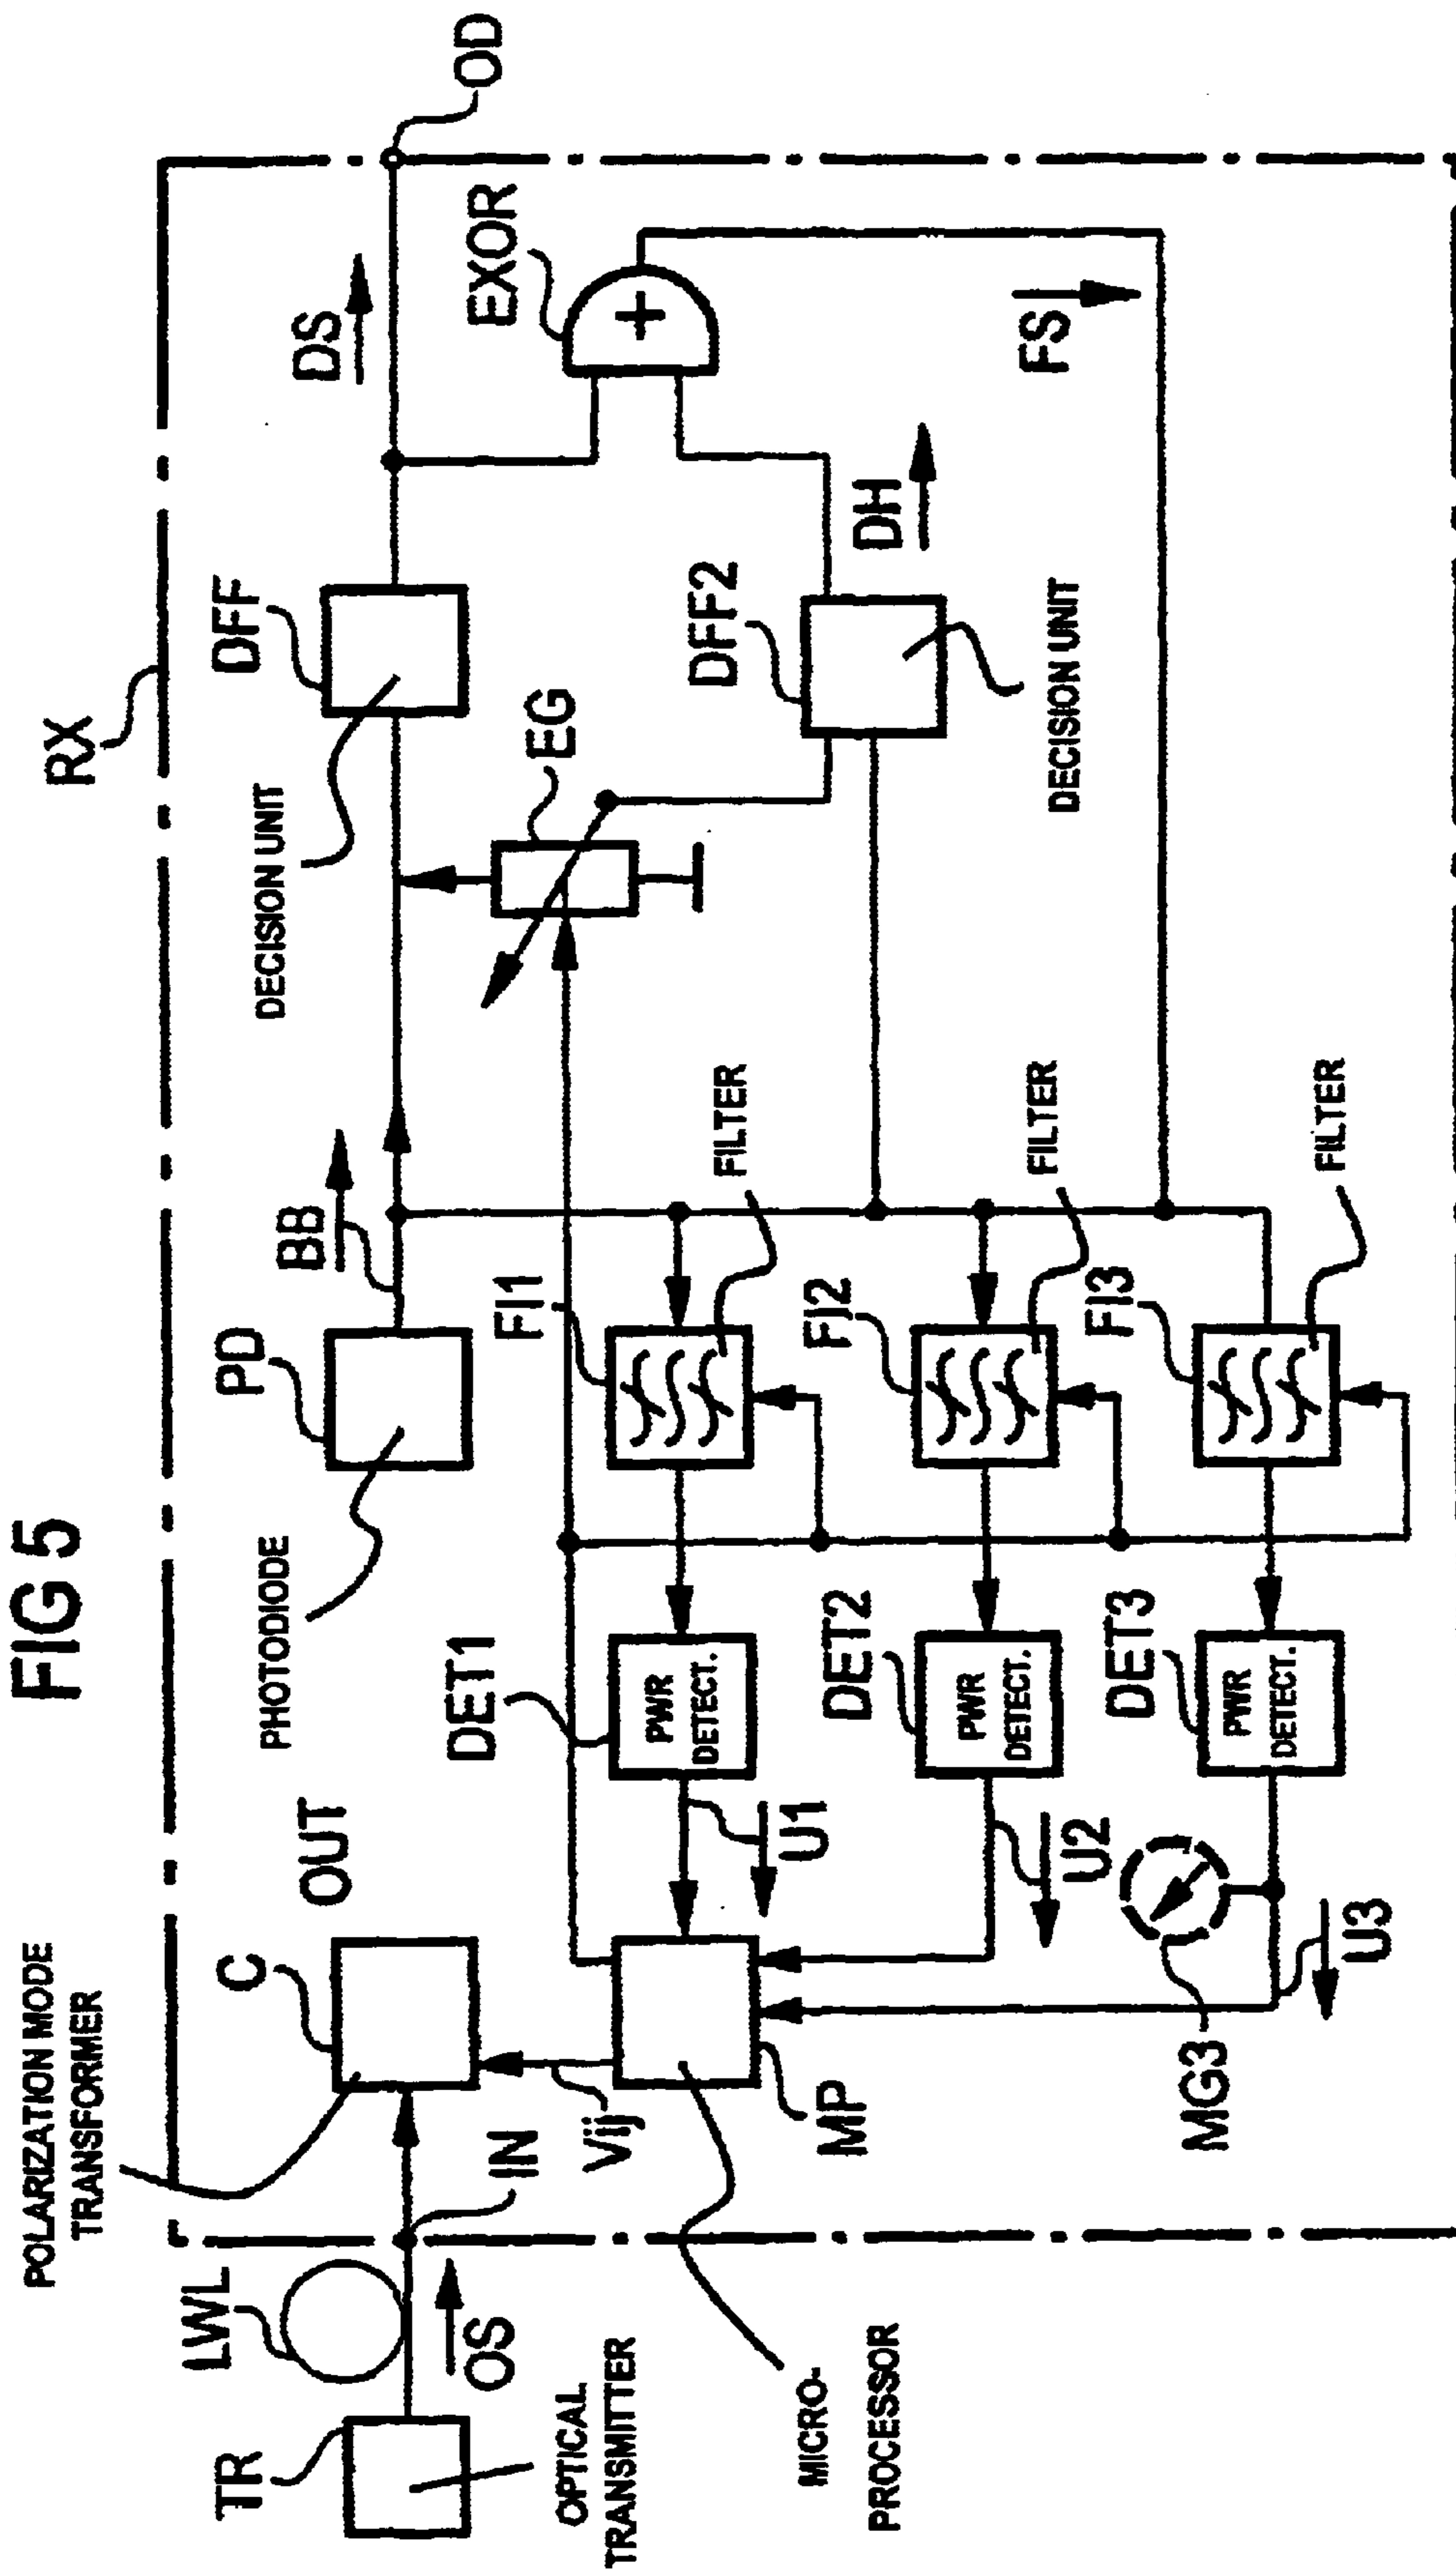 FIG 5
RX
POLARIZATION MODE
TRANSFORMER
C
OUT
PHOTODIODE
PD
BB
DECISION UNIT
DFF
DS
OD
LWL
TR
OS
OPTICAL
TRANSMITTER
IN
Vij
MICRO-
PROCESSOR
MP
DET1
PWR
DETECT.
U1
FI1
FILTER
EG
EXOR
+
DFF2
DECISION UNIT
DH
FS
DET2
PWR
DETECT.
U2
FI2
FILTER
DET3
PWR
DETECT.
U3
MG3
FI3
FILTER